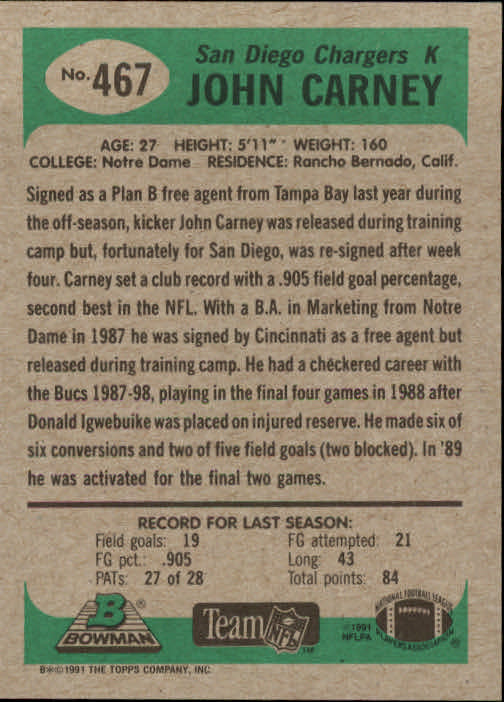 No. 467
San Diego Chargers K
JOHN CARNEY
AGE: 27 HEIGHT: 5'11" WEIGHT: 160
COLLEGE: Notre Dame RESIDENCE: Rancho Bernado, Calif.
Signed as a Plan B free agent from Tampa Bay last year during
the off-season, kicker John Carney was released during training
camp but, fortunately for San Diego, was re-signed after week
four. Carney set a club record with a .905 field goal percentage,
second best in the NFL. With a B.A. in Marketing from Notre
Dame in 1987 he was signed by Cincinnati as a free agent but
released during training camp. He had a checkered career with
the Bucs 1987-98, playing in the final four games in 1988 after
Donald Igwebuike was placed on injured reserve. He made six of
six conversions and two of five field goals (two blocked). In '89
he was activated for the final two games.
RECORD FOR LAST SEASON:
Field goals: 19 FG attempted: 21
FG pct.: .905 Long: 43
PATs: 27 of 28 Total points: 84
B ®
BOWMAN
Team NFL TM
©1991
NFLPA
NATIONAL FOOTBALL LEAGUE
PLAYERS ASSOCIATION ®
B*©1991 THE TOPPS COMPANY, INC.